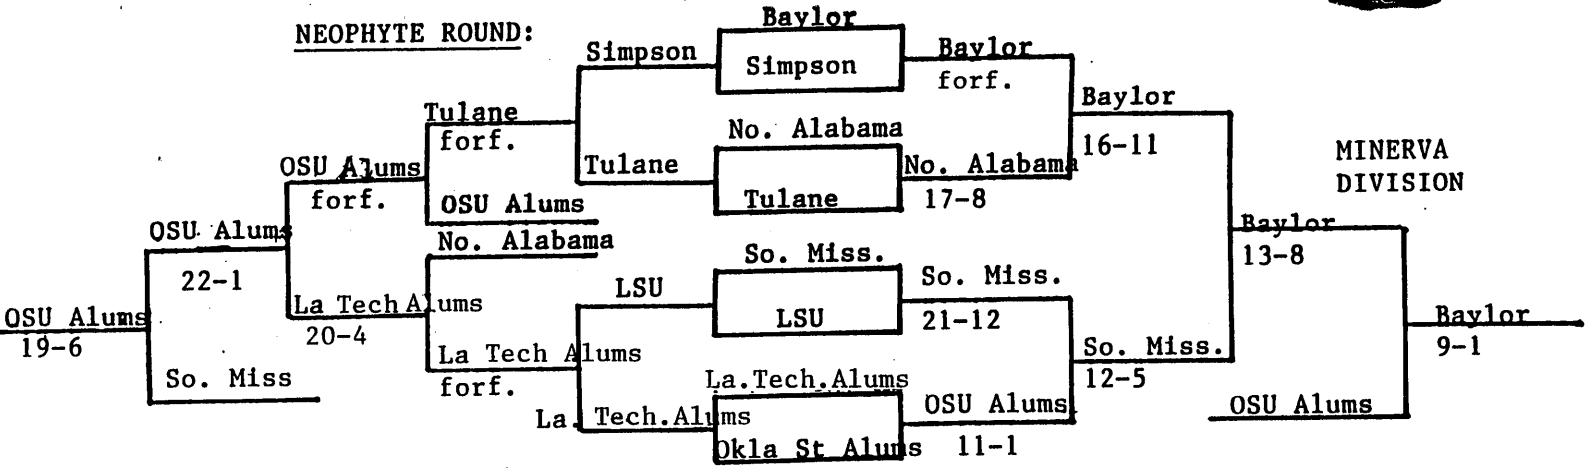 NEOPHYTE ROUND:
Baylor
Simpson
Simpson
Baylor
forf.
Baylor
16-11
Tulane
forf.
No. Alabama
Tulane
Tulane
No. Alabama
17-8
MINERVA
DIVISION
OSU Alums
forf.
OSU Alums
No. Alabama
OSU Alums
22-1
Baylor
13-8
So. Miss.
LSU
LSU
So. Miss.
21-12
La Tech Alums
20-4
OSU Alums
19-6
Baylor
9-1
La Tech Alums
forf.
So. Miss.
12-5
So. Miss
La.Tech.Alums
La. Tech.Alums
Okla St Alums
OSU Alums
11-1
OSU Alums